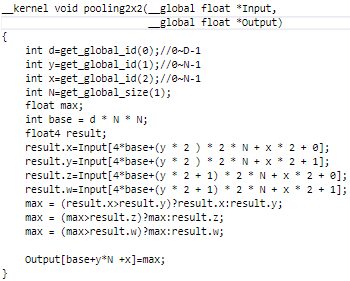 __kernel void pooling2x2(__global float *Input,
__global float *Output)
{
int d=get_global_id(0);//0~D-1
int y=get_global_id(1);//0~N-1
int x=get_global_id(2);//0~N-1
int N=get_global_size(1);
float max;
int base = d * N * N;
float4 result;
result.x=Input[4*base+(y * 2 ) * 2 * N + x * 2 + 0];
result.y=Input[4*base+(y * 2 ) * 2 * N + x * 2 + 1];
result.z=Input[4*base+(y * 2 + 1) * 2 * N + x * 2 + 0];
result.w=Input[4*base+(y * 2 + 1) * 2 * N + x * 2 + 1];
max = (result.x>result.y)?result.x:result.y;
max = (max>result.z)?max:result.z;
max = (max>result.w)?max:result.w;
Output[base+y*N +x]=max;
}